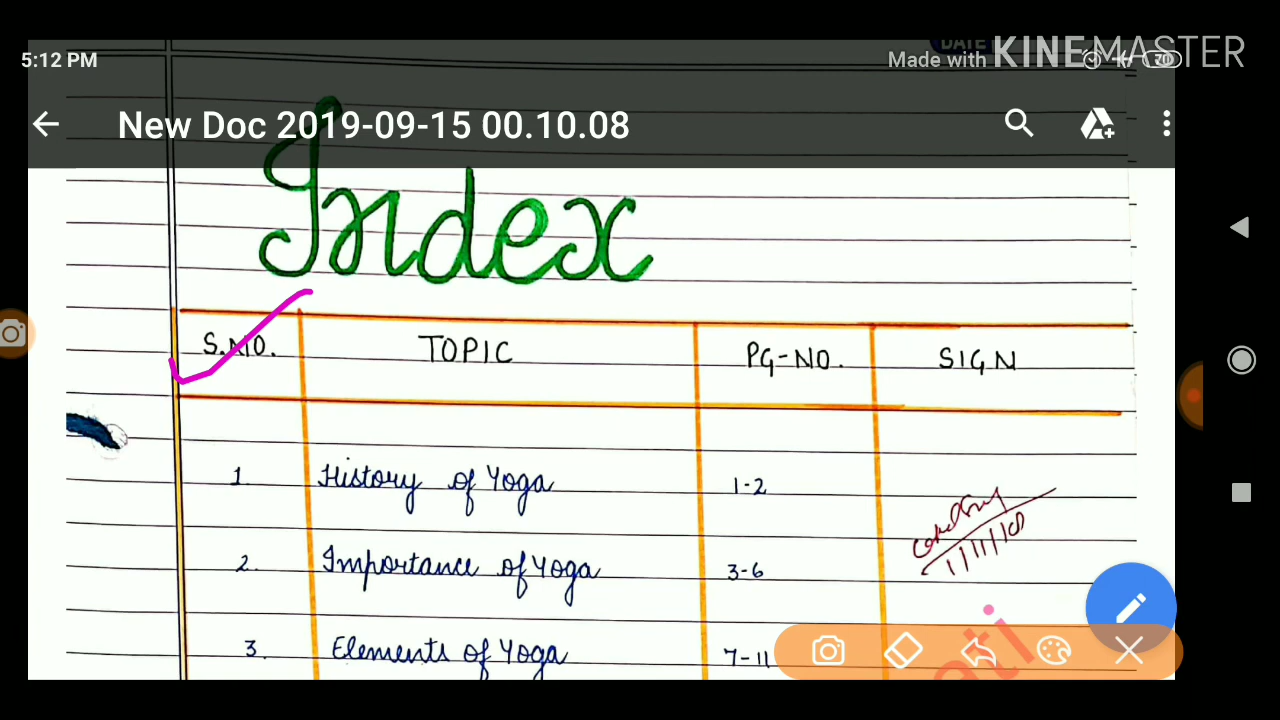 5:12 PM
Made with KINEMASTER
New Doc 2019-09-15 00.10.08
Index
S.NO. TOPIC PG-NO. SIGN
1. History of Yoga 1-2
2. Importance of Yoga 3-6
3. Elements of Yoga 7-11